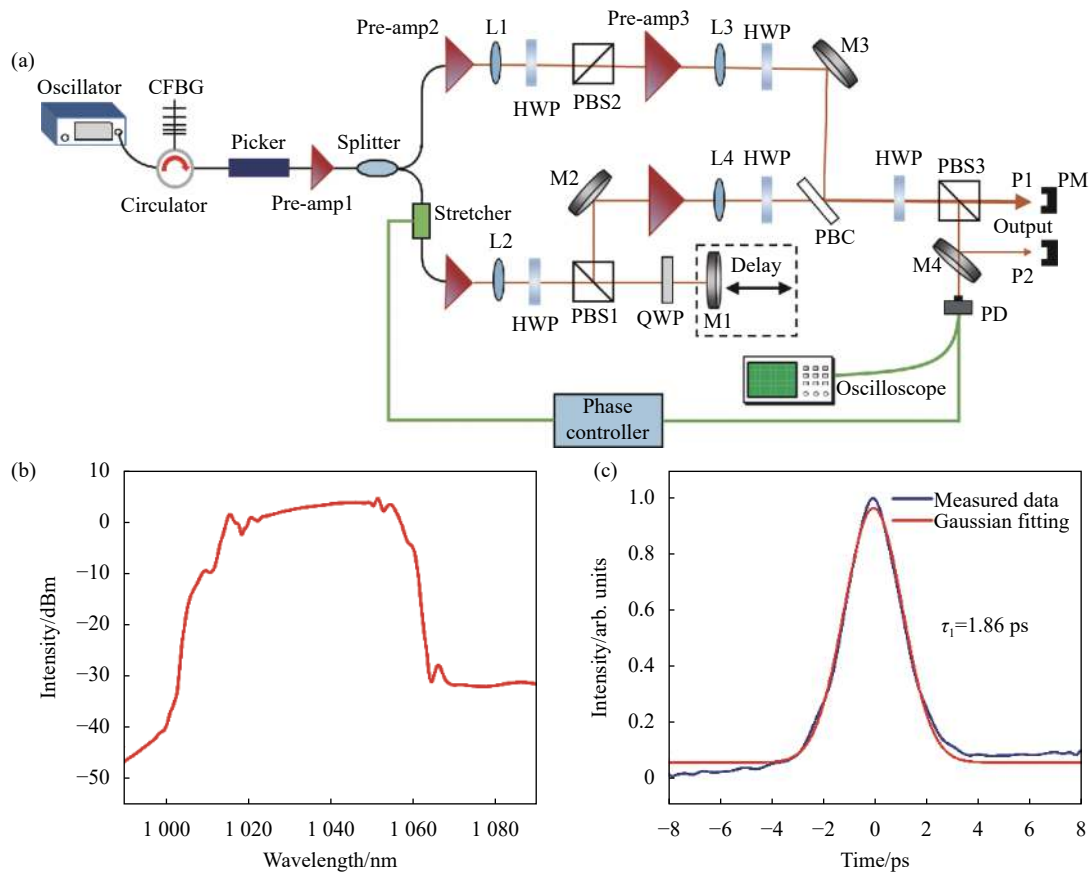 (a)
Oscillator
CFBG
Circulator
Picker
Pre-amp1
Splitter
Pre-amp2
L1
HWP
PBS2
Pre-amp3
L3
HWP
M3
Stretcher
L2
HWP
PBS1
M2
QWP
M1
Delay
L4
HWP
PBC
HWP
PBS3
P1
PM
Output
P2
M4
PD
Oscilloscope
Phase
controller
(b)
Intensity/dBm
10
0
−10
−20
−30
−40
−50
1 000
1 020
1 040
1 060
1 080
Wavelength/nm
(c)
Intensity/arb. units
1.0
0.8
0.6
0.4
0.2
0
Measured data
Gaussian fitting
τ1=1.86 ps
−8
−6
−4
−2
0
2
4
6
8
Time/ps